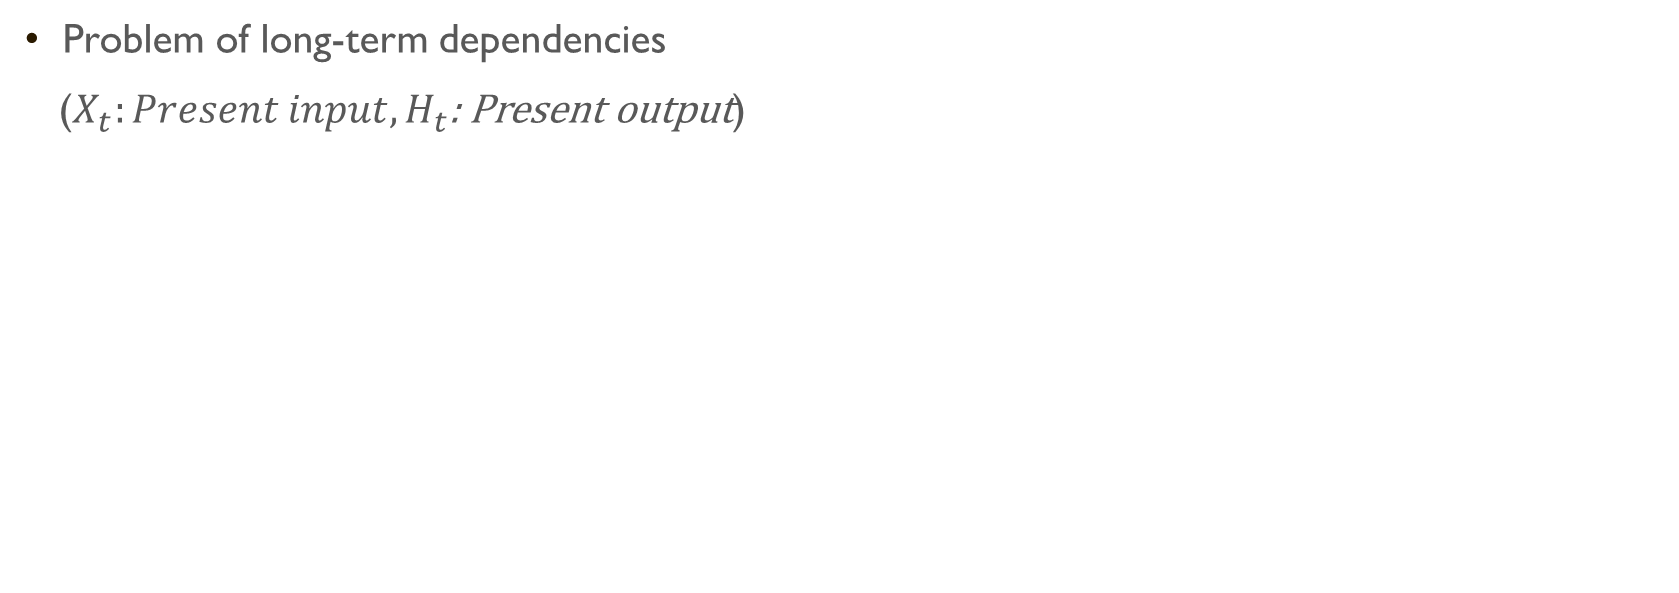 • Problem of long-term dependencies
(Xₜ: Present input, Hₜ: Present output)